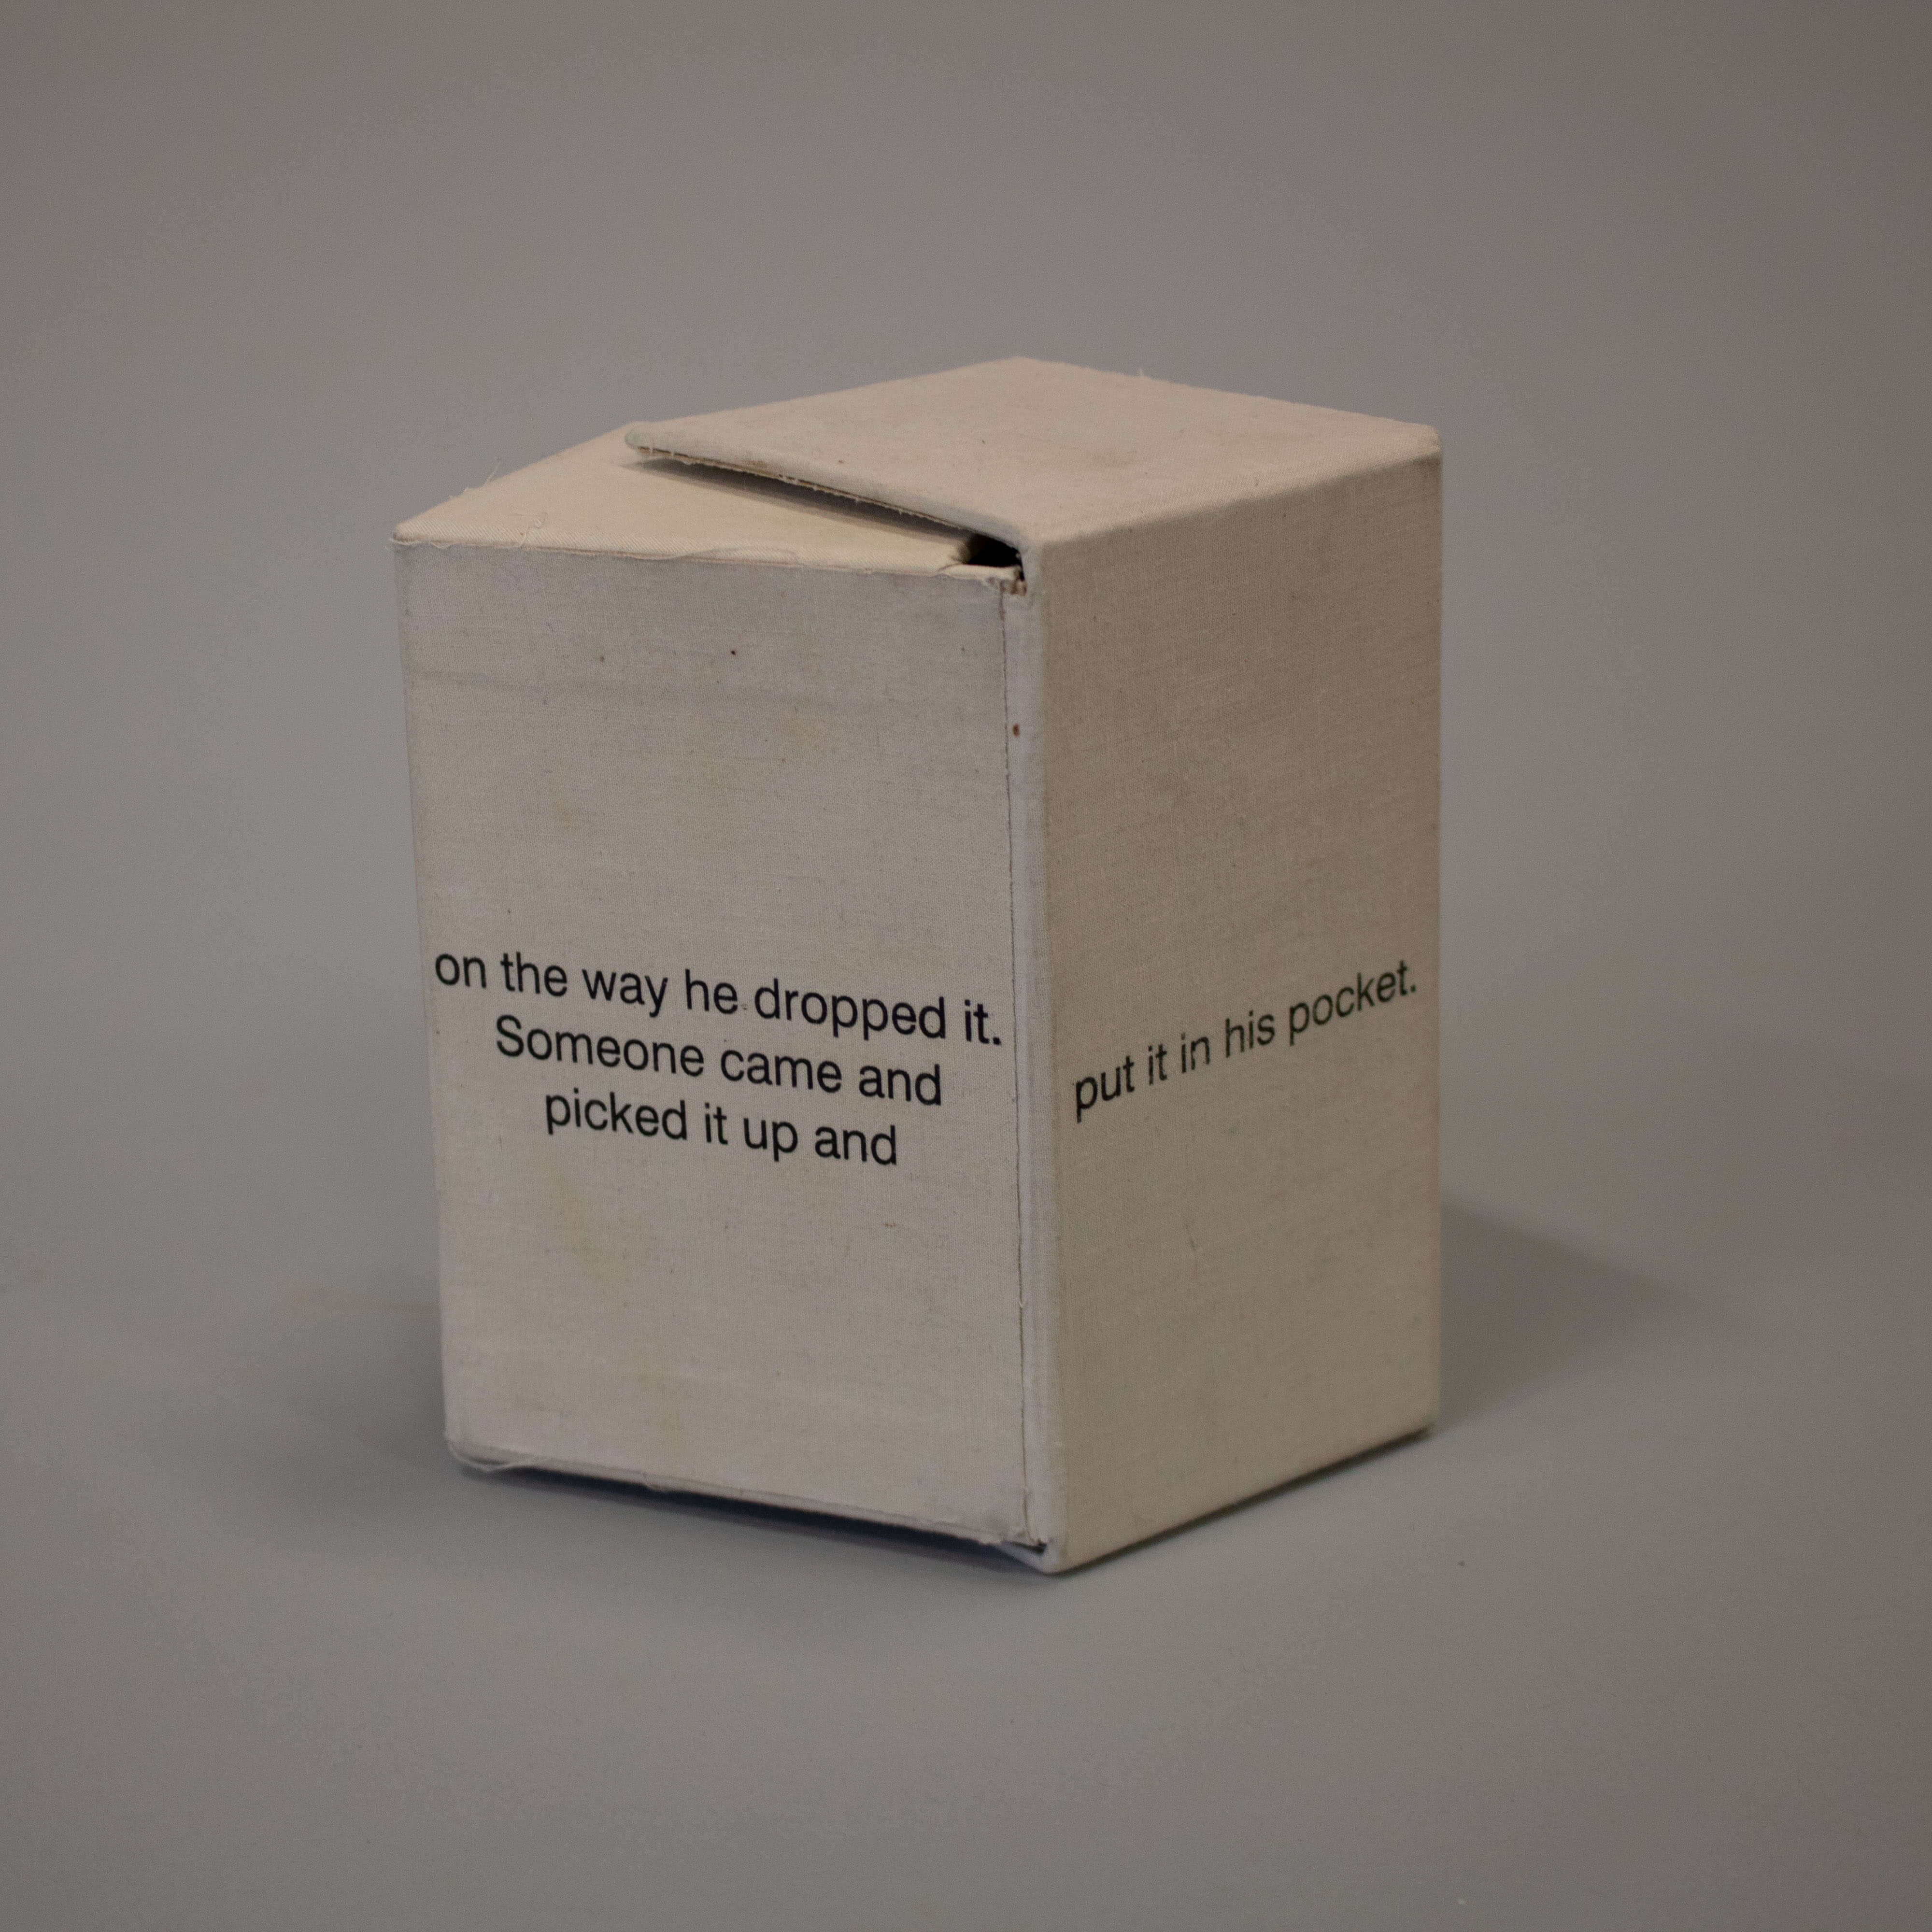 on the way he dropped it.
Someone came and
picked it up and
put it in his pocket.